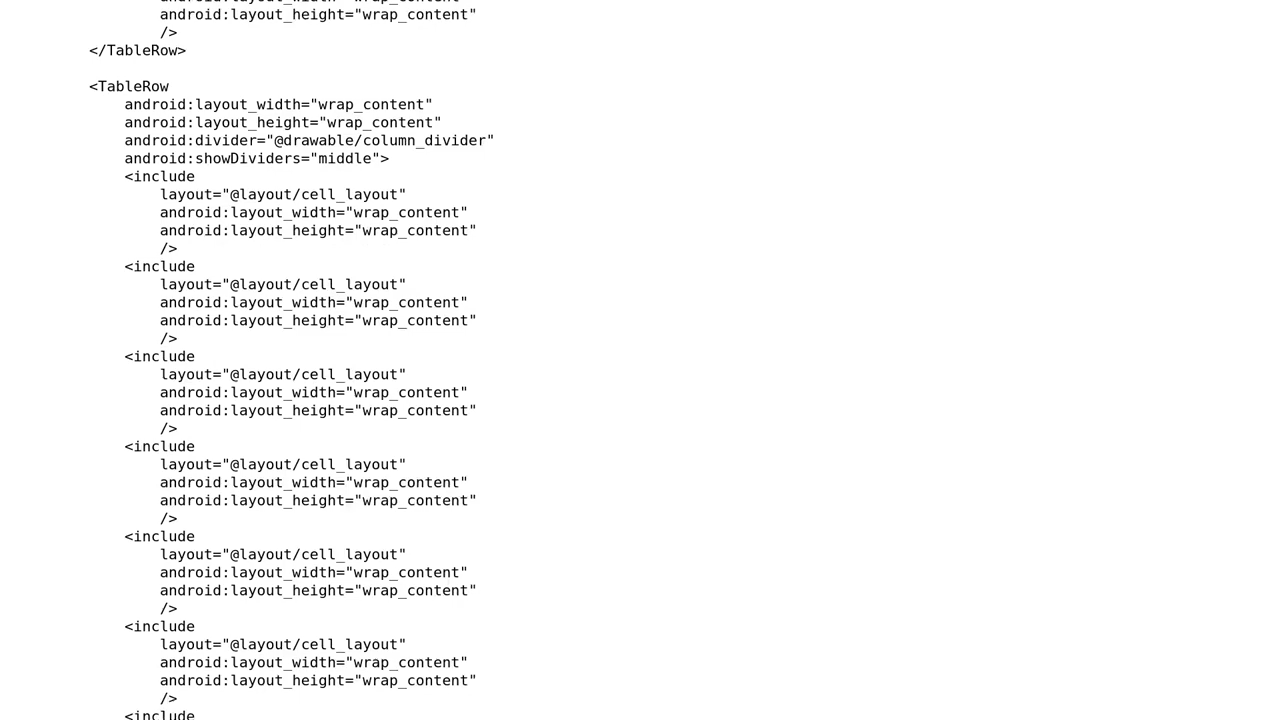 android:layout_width="wrap_content"
android:layout_height="wrap_content"
/>
</TableRow>
<TableRow
android:layout_width="wrap_content"
android:layout_height="wrap_content"
android:divider="@drawable/column_divider"
android:showDividers="middle">
<include
layout="@layout/cell_layout"
android:layout_width="wrap_content"
android:layout_height="wrap_content"
/>
<include
layout="@layout/cell_layout"
android:layout_width="wrap_content"
android:layout_height="wrap_content"
/>
<include
layout="@layout/cell_layout"
android:layout_width="wrap_content"
android:layout_height="wrap_content"
/>
<include
layout="@layout/cell_layout"
android:layout_width="wrap_content"
android:layout_height="wrap_content"
/>
<include
layout="@layout/cell_layout"
android:layout_width="wrap_content"
android:layout_height="wrap_content"
/>
<include
layout="@layout/cell_layout"
android:layout_width="wrap_content"
android:layout_height="wrap_content"
/>
<include